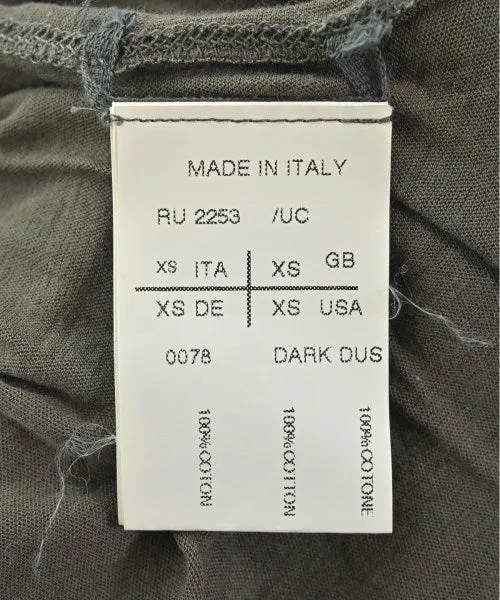 MADE IN ITALY
RU 2253 /UC
XS ITA XS GB
XS DE XS USA
0078 DARK DUS
100%COTON
100%COTTON
100%COTONE